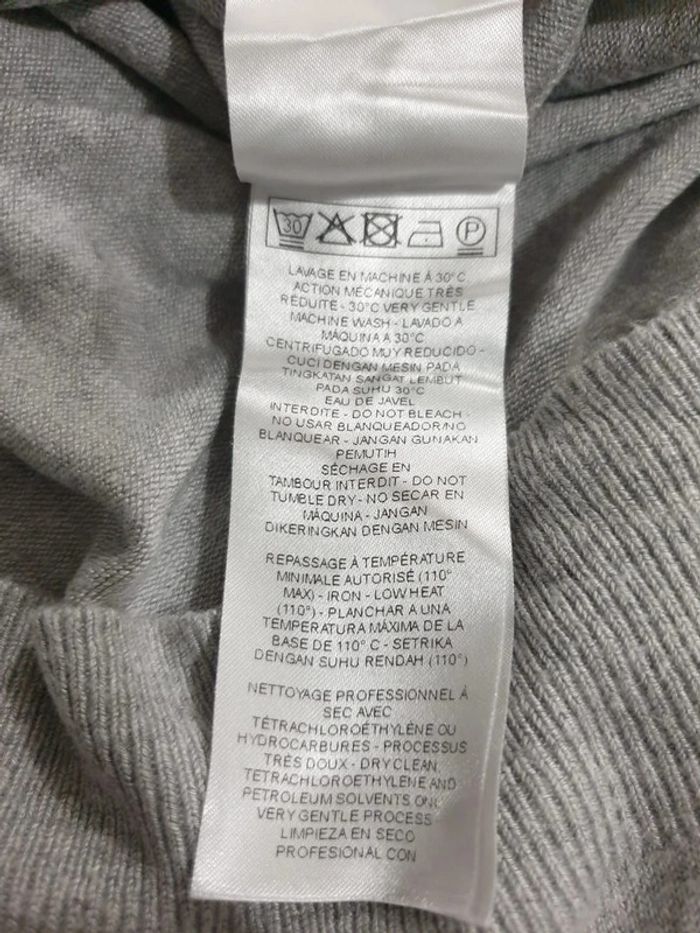 30 P
LAVAGE EN MACHINE À 30°C
ACTION MÉCANIQUE TRÈS
RÉDUITE - 30°C VERY GENTLE
MACHINE WASH - LAVADO A
MÁQUINA A 30°C
CENTRIFUGADO MUY REDUCIDO -
CUCI DENGAN MESIN PADA
TINGKATAN SANGAT LEMBUT
PADA SUHU 30°C
EAU DE JAVEL
INTERDITE - DO NOT BLEACH -
NO USAR BLANQUEADOR/NO
BLANQUEAR - JANGAN GUNAKAN
PEMUTIH
SÉCHAGE EN
TAMBOUR INTERDIT - DO NOT
TUMBLE DRY - NO SECAR EN
MÁQUINA - JANGAN
DIKERINGKAN DENGAN MESIN
REPASSAGE À TEMPÉRATURE
MINIMALE AUTORISÉ (110°
MAX) - IRON - LOW HEAT
(110°) - PLANCHAR A UNA
TEMPERATURA MÁXIMA DE LA
BASE DE 110° C - SETRIKA
DENGAN SUHU RENDAH (110°)
NETTOYAGE PROFESSIONNEL À
SEC AVEC
TÉTRACHLOROÉTHYLÈNE OU
HYDROCARBURES - PROCESSUS
TRÈS DOUX - DRY CLEAN,
TETRACHLOROETHYLENE AND
PETROLEUM SOLVENTS
VERY GENTLE PROCESS
LIMPIEZA EN SECO
PROFESIONAL CON